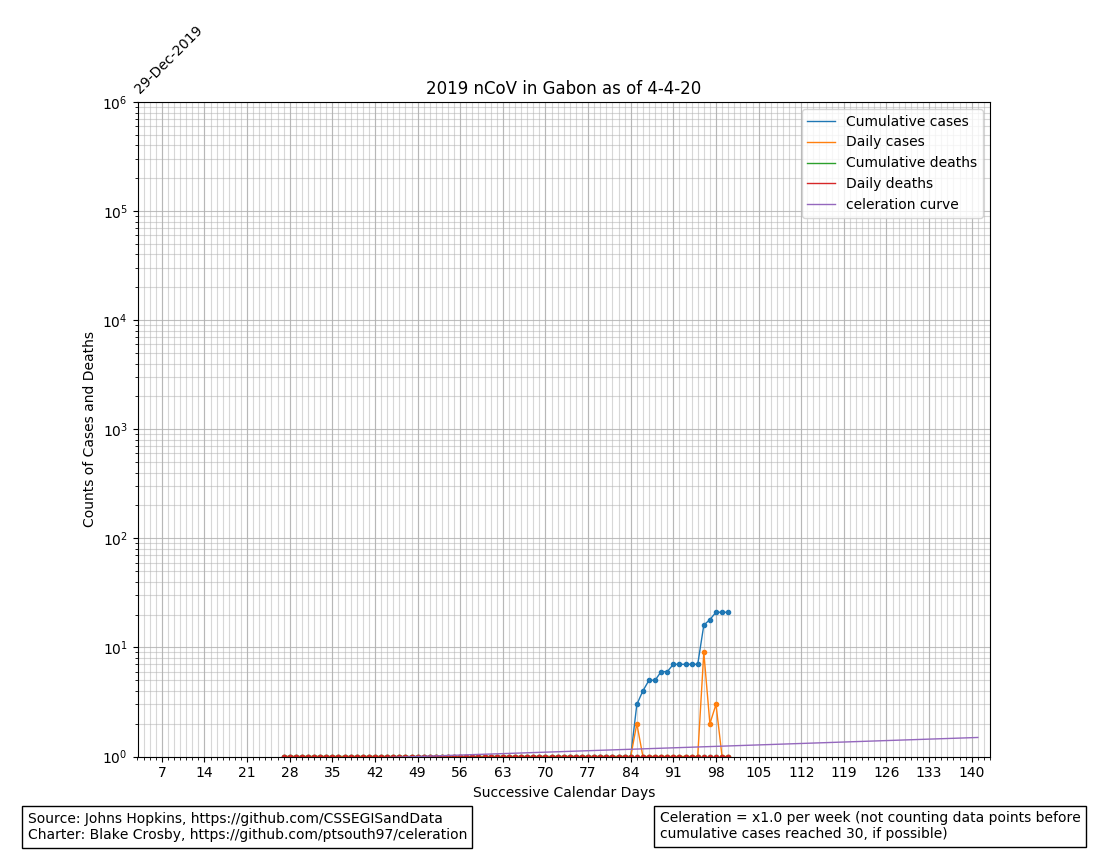 29-Dec-2019
2019 nCoV in Gabon as of 4-4-20
Cumulative cases
Daily cases
Cumulative deaths
Daily deaths
celeration curve
Counts of Cases and Deaths
10^6
10^5
10^4
10^3
10^2
10^1
10^0
7 14 21 28 35 42 49 56 63 70 77 84 91 98 105 112 119 126 133 140
Successive Calendar Days
Source: Johns Hopkins, https://github.com/CSSEGISandData
Charter: Blake Crosby, https://github.com/ptsouth97/celeration
Celeration = x1.0 per week (not counting data points before
cumulative cases reached 30, if possible)